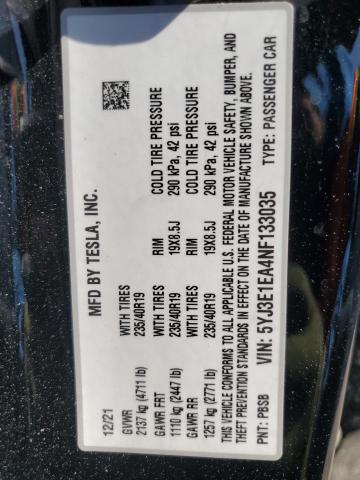 MFD BY TESLA, INC.
12/21
GVWR
2137 kg (4711 lb) WITH TIRES 235/40R19
GAWR FRT WITH TIRES RIM COLD TIRE PRESSURE
1110 kg (2447 lb) 235/40R19 19X8.5J 290 kPa, 42 psi
GAWR RR WITH TIRES RIM COLD TIRE PRESSURE
1257 kg (2771 lb) 235/40R19 19X8.5J 290 kPa, 42 psi
THIS VEHICLE CONFORMS TO ALL APPLICABLE U.S. FEDERAL MOTOR VEHICLE SAFETY, BUMPER, AND
THEFT PREVENTION STANDARDS IN EFFECT ON THE DATE OF MANUFACTURE SHOWN ABOVE.
VIN: 5YJ3E1EA4NF133035
PNT: PBSB TYPE: PASSENGER CAR